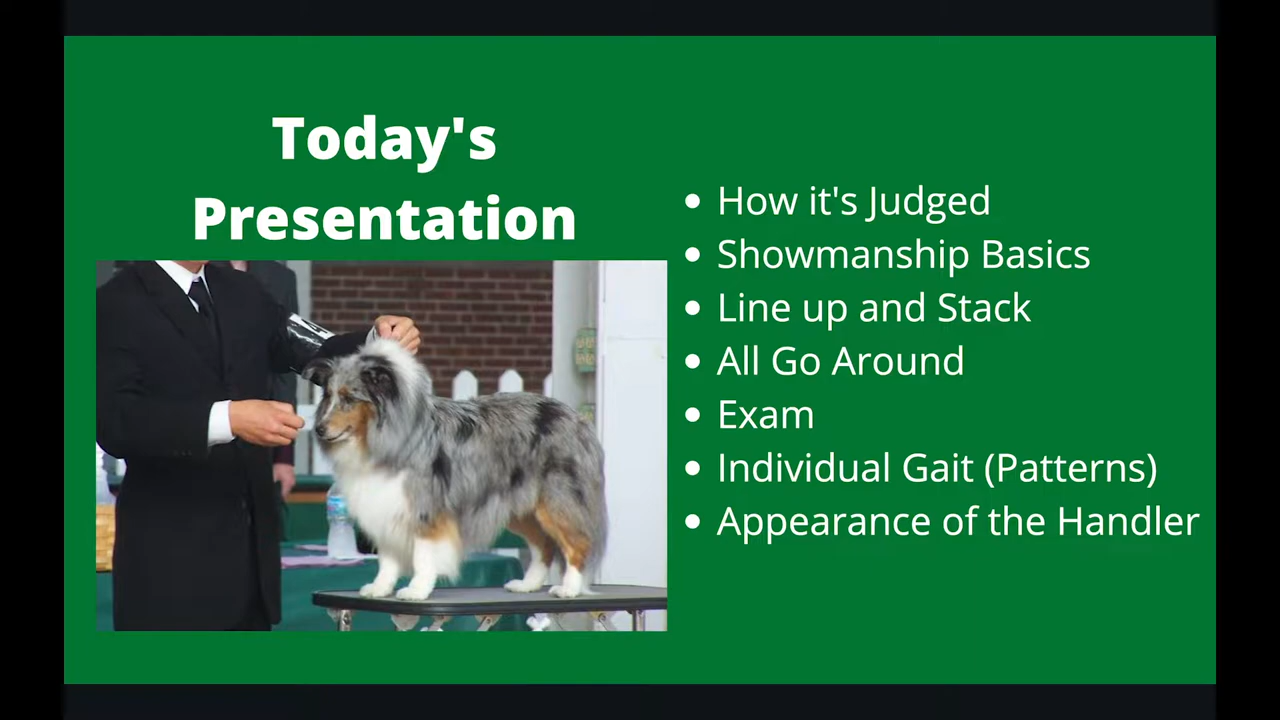 Today's
Presentation
• How it's Judged
• Showmanship Basics
• Line up and Stack
• All Go Around
• Exam
• Individual Gait (Patterns)
• Appearance of the Handler